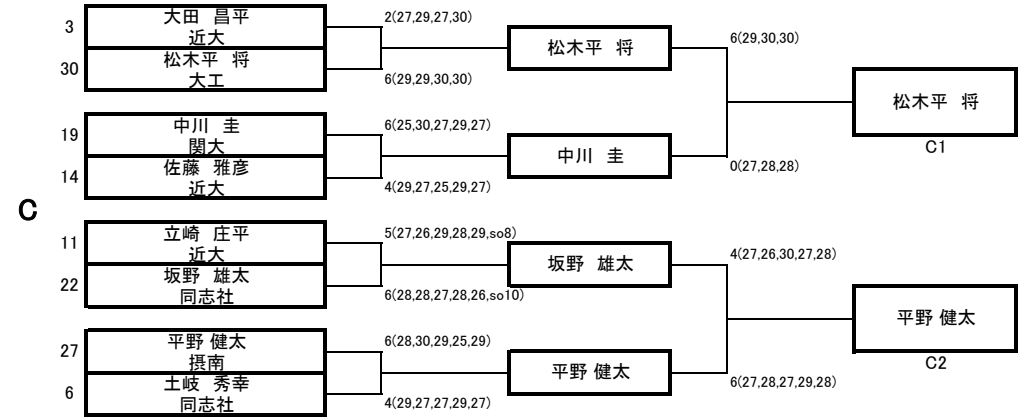 3
大田　昌平
近大
2(27,29,27,30)
30
松木平　将
大工
6(29,29,30,30)
松木平　将
6(29,30,30)
19
中川　圭
関大
6(25,30,27,29,27)
14
佐藤　雅彦
近大
4(29,27,25,29,27)
中川　圭
0(27,28,28)
松木平　将
C1
C
11
立崎　庄平
近大
5(27,26,29,28,29,so8)
22
坂野　雄太
同志社
6(28,28,27,28,26,so10)
坂野　雄太
4(27,26,30,27,28)
27
平野 健太
摂南
6(28,30,29,25,29)
6
土岐　秀幸
同志社
4(29,27,27,29,27)
平野 健太
6(27,28,27,29,28)
平野 健太
C2